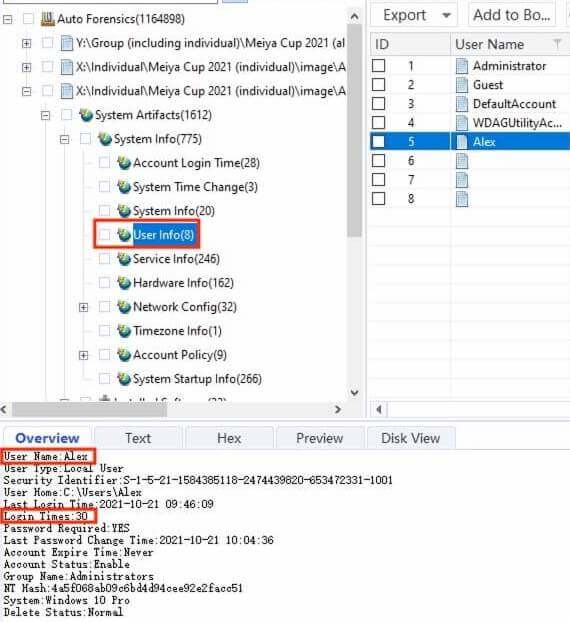 Auto Forensics(1164898)
Y:\Group (including individual)\Meiya Cup 2021 (al
X:\Individual\Meiya Cup 2021 (individual)\image\A
X:\Individual\Meiya Cup 2021 (individual)\image\A
System Artifacts(1612)
System Info(775)
Account Login Time(28)
System Time Change(3)
System Info(20)
User Info(8)
Service Info(246)
Hardware Info(162)
Network Config(32)
Timezone Info(1)
Account Policy(9)
System Startup Info(266)
Export Add to Bo...
ID User Name
1 Administrator
2 Guest
3 DefaultAccount
4 WDAGUtilityAc...
5 Alex
6
7
8
Overview Text Hex Preview Disk View
User Name:Alex
User Type:Local User
Security Identifier:S-1-5-21-1584385118-2474439820-653472331-1001
User Home:C:\Users\Alex
Last Login Time:2021-10-21 09:46:09
Login Times:30
Password Required:YES
Last Password Change Time:2021-10-21 10:04:36
Account Expire Time:Never
Account Status:Enable
Group Name:Administrators
NT Hash:4a5f068ab09c6bd4d94cee92e2facc51
System:Windows 10 Pro
Delete Status:Normal